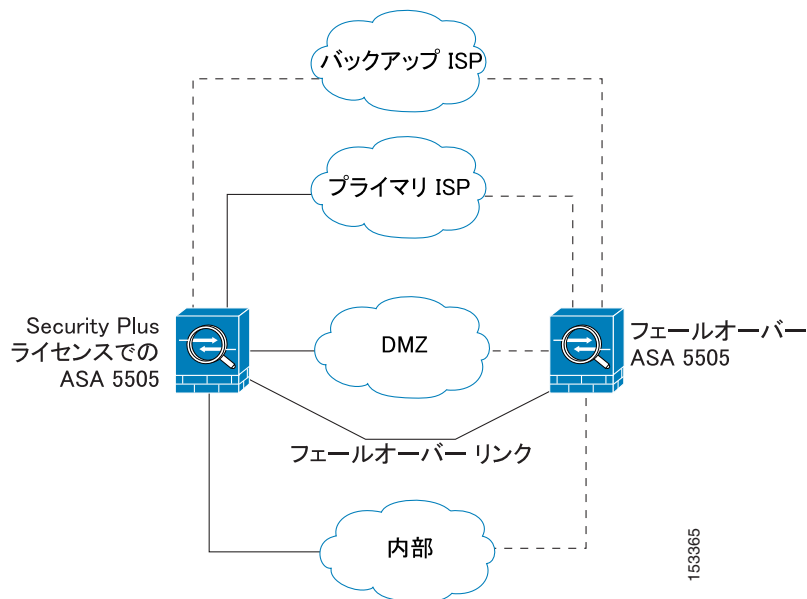 バックアップ ISP
プライマリ ISP
Security Plus
ライセンスでの
ASA 5505
DMZ
フェールオーバー
ASA 5505
フェールオーバー リンク
内部
153365